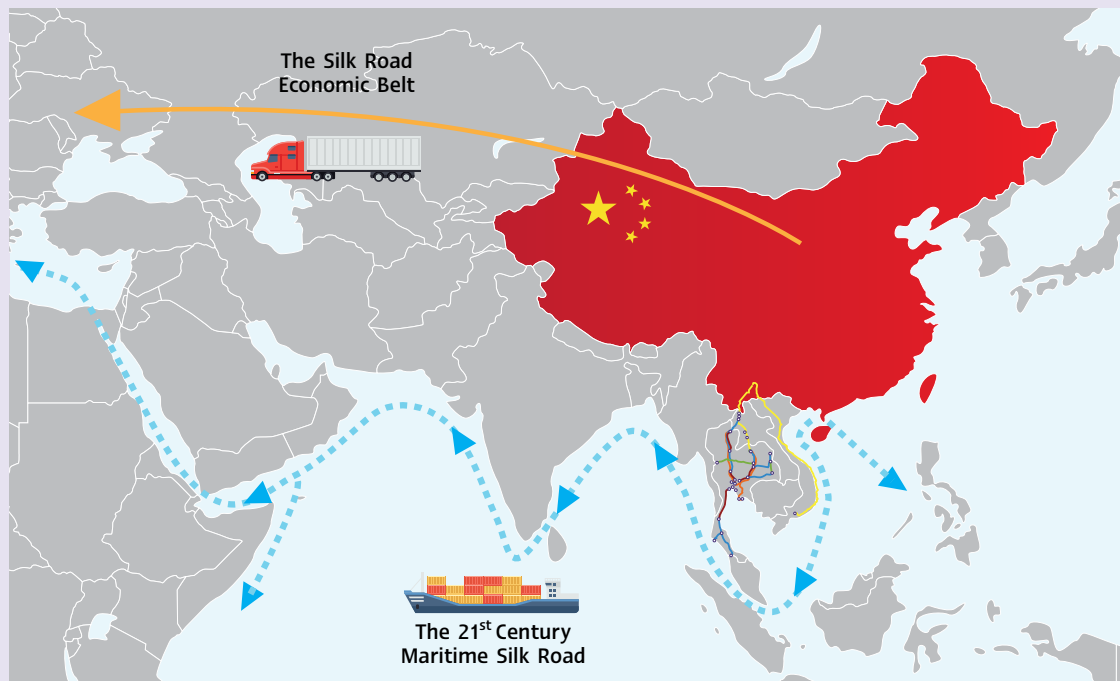 The Silk Road
Economic Belt
The 21st Century
Maritime Silk Road